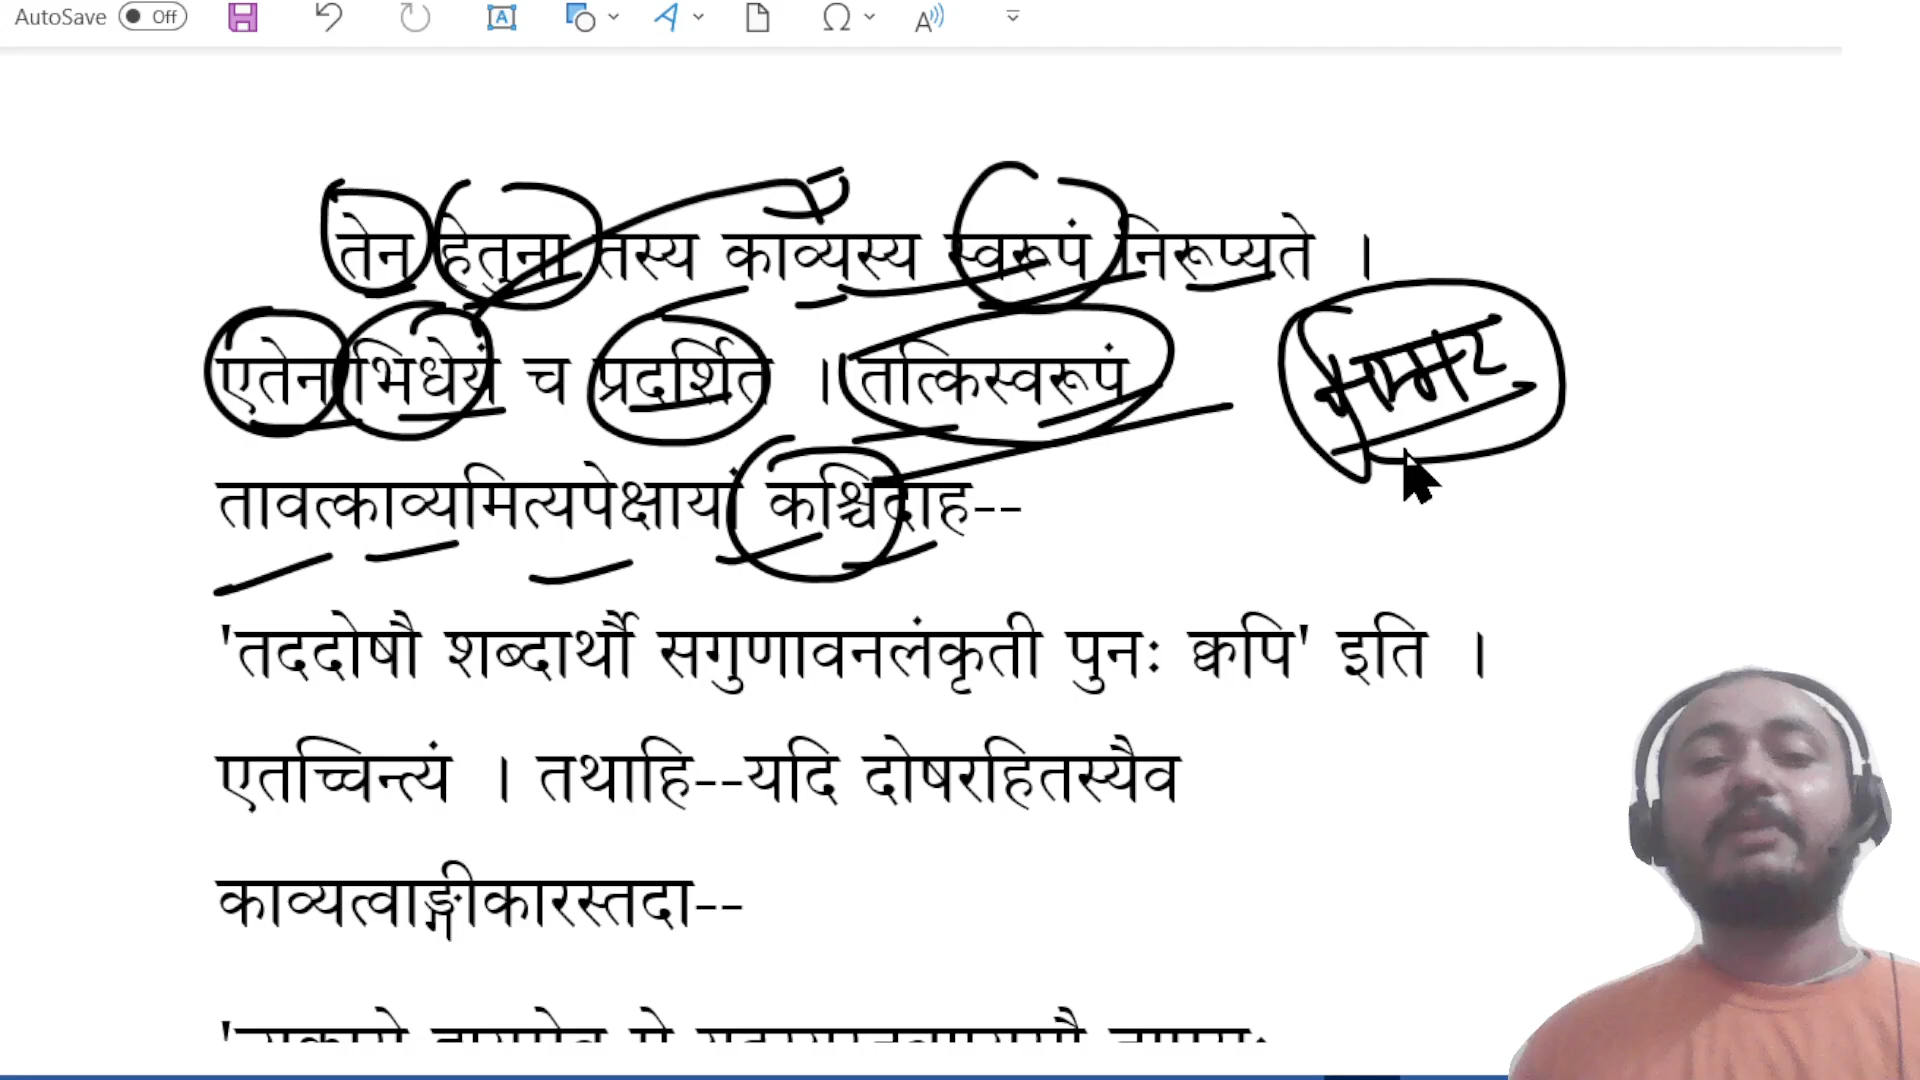 AutoSave Off
तेन हेतुना तस्य काव्यस्य स्वरूपं निरूप्यते ।
एतेनभिधेयं च प्रदर्शित । तत्किस्वरूपं
तावत्काव्यमित्यपेक्षायां कश्चिदाह--
'तददोषौ शब्दार्थौ सगुणावनलंकृती पुनः क्वपि' इति ।
एतच्चिन्त्यं । तथाहि--यदि दोषरहितस्यैव
काव्यत्वाङ्गीकारस्तदा--